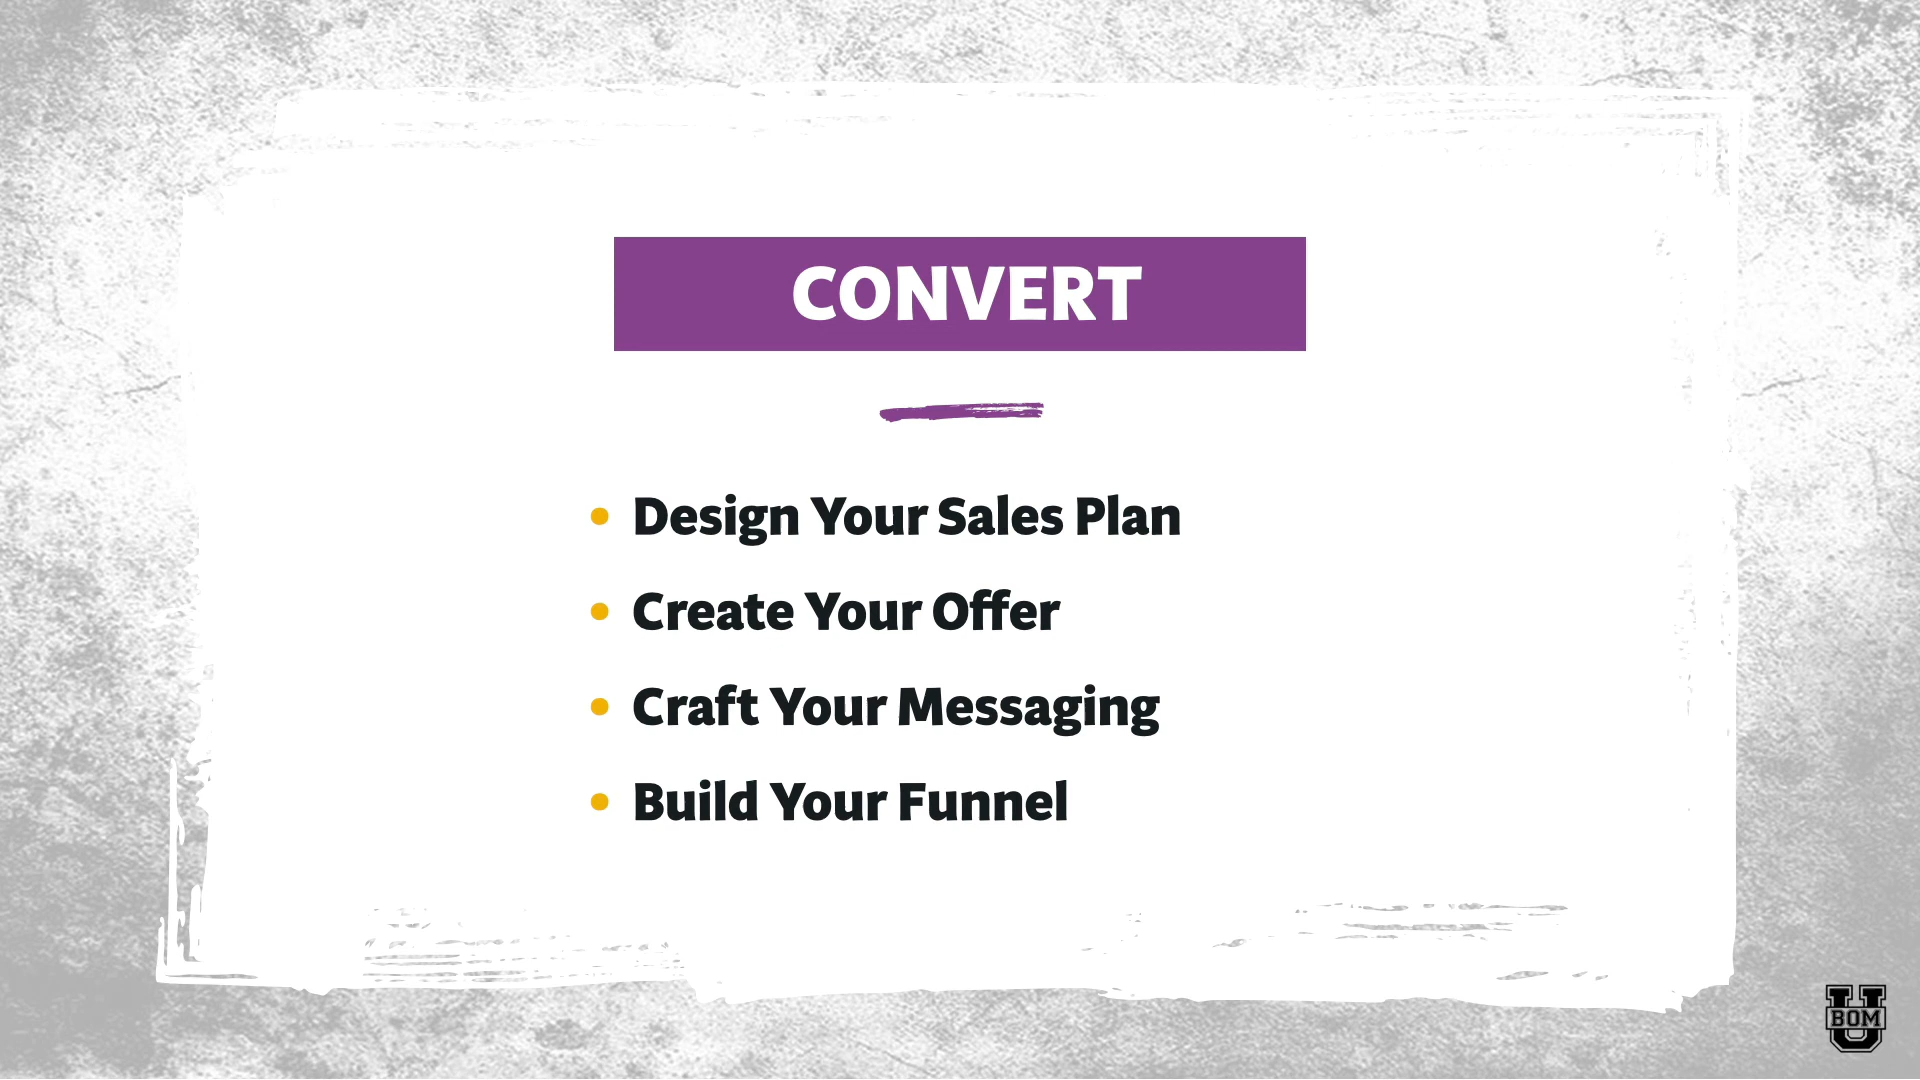 CONVERT
• Design Your Sales Plan
• Create Your Offer
• Craft Your Messaging
• Build Your Funnel
U
BOM